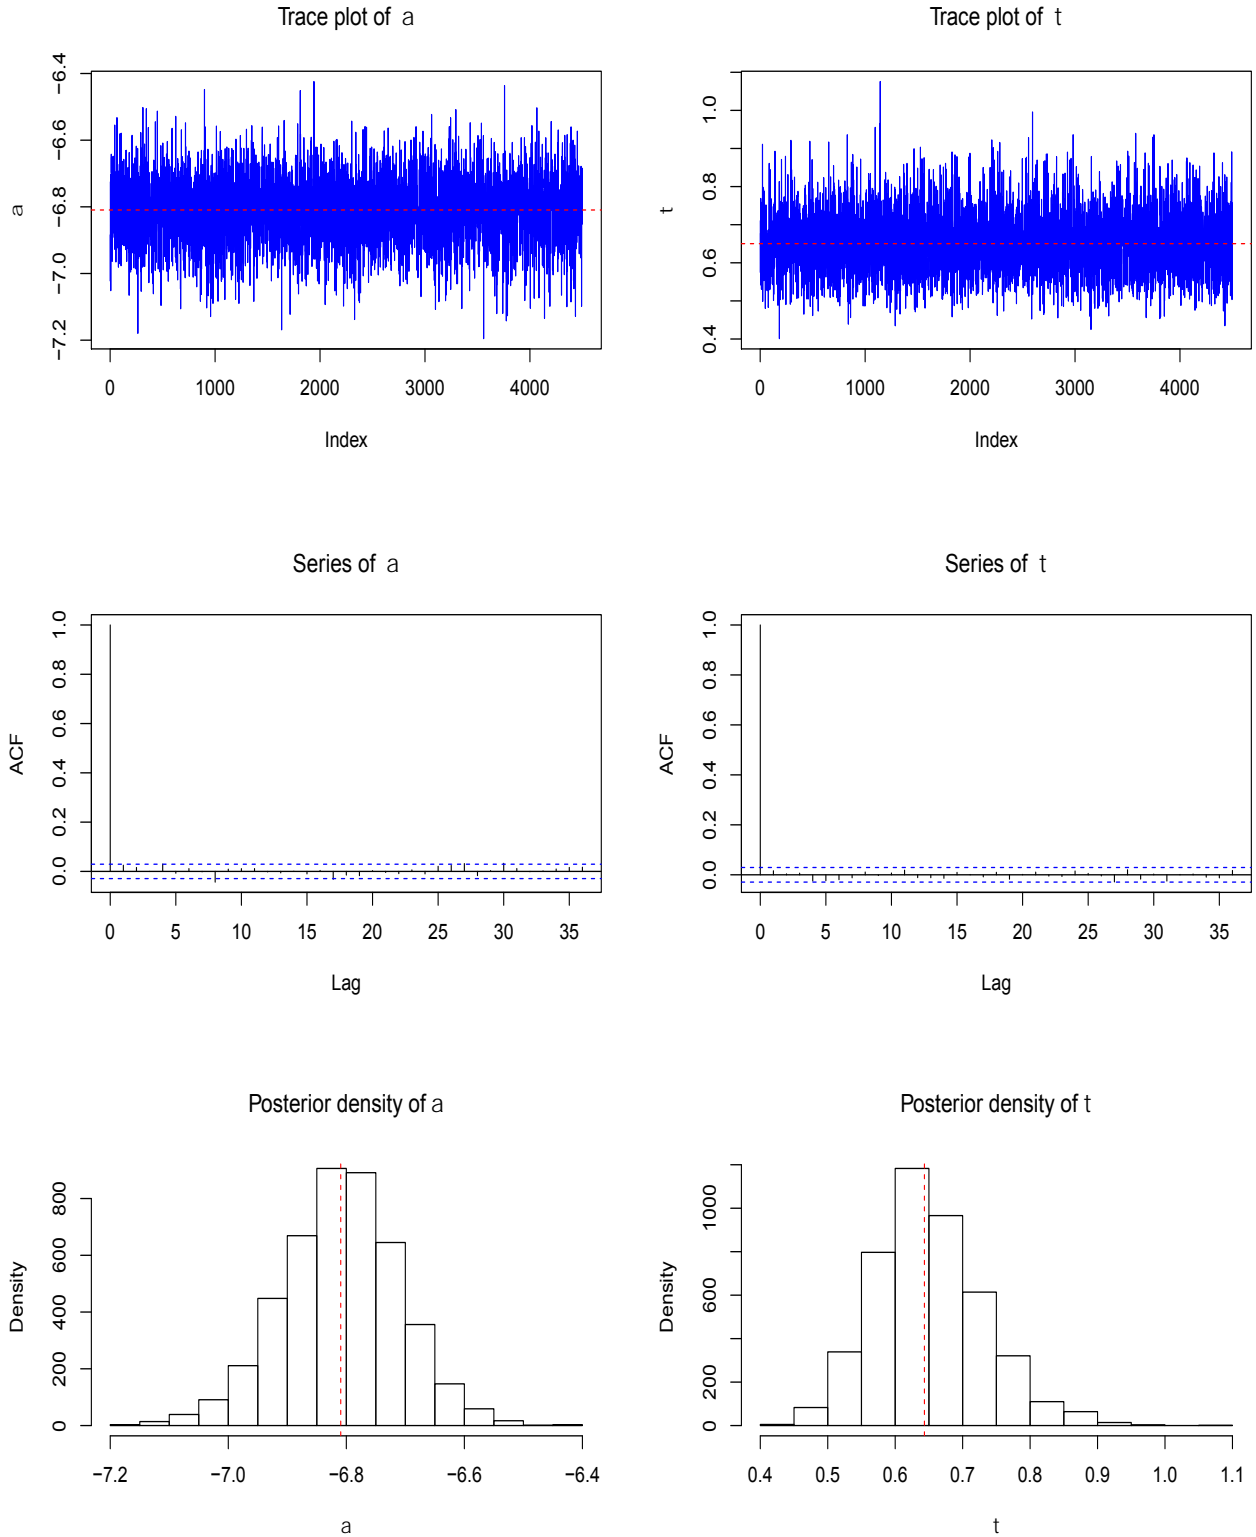 Trace plot of a
a
−7.2 −7.0 −6.8 −6.6 −6.4
0 1000 2000 3000 4000
Index
Trace plot of t
t
0.4 0.6 0.8 1.0
0 1000 2000 3000 4000
Index
Series of a
ACF
0.0 0.2 0.4 0.6 0.8 1.0
0 5 10 15 20 25 30 35
Lag
Series of t
ACF
0.0 0.2 0.4 0.6 0.8 1.0
0 5 10 15 20 25 30 35
Lag
Posterior density of a
Density
0 200 400 600 800
−7.2 −7.0 −6.8 −6.6 −6.4
a
Posterior density of t
Density
0 200 600 1000
0.4 0.5 0.6 0.7 0.8 0.9 1.0 1.1
t